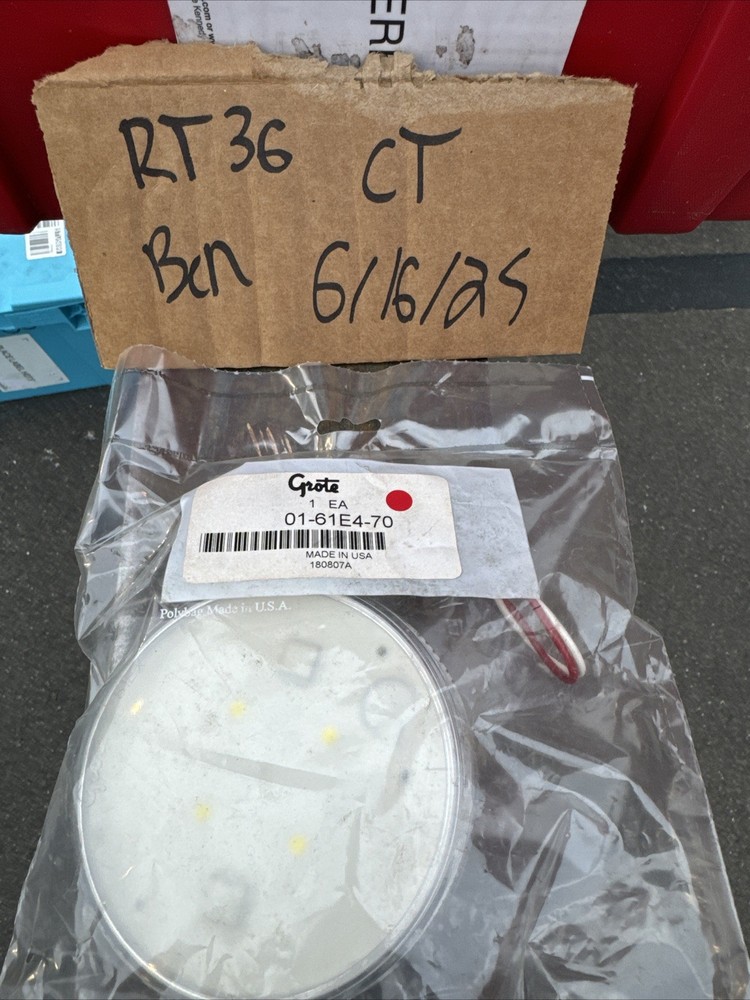 ER
RT 36 CT
Ben 6/16/25
Grote
1 EA
01-61E4-70
MADE IN USA
180807A
Polybag Made in U.S.A.